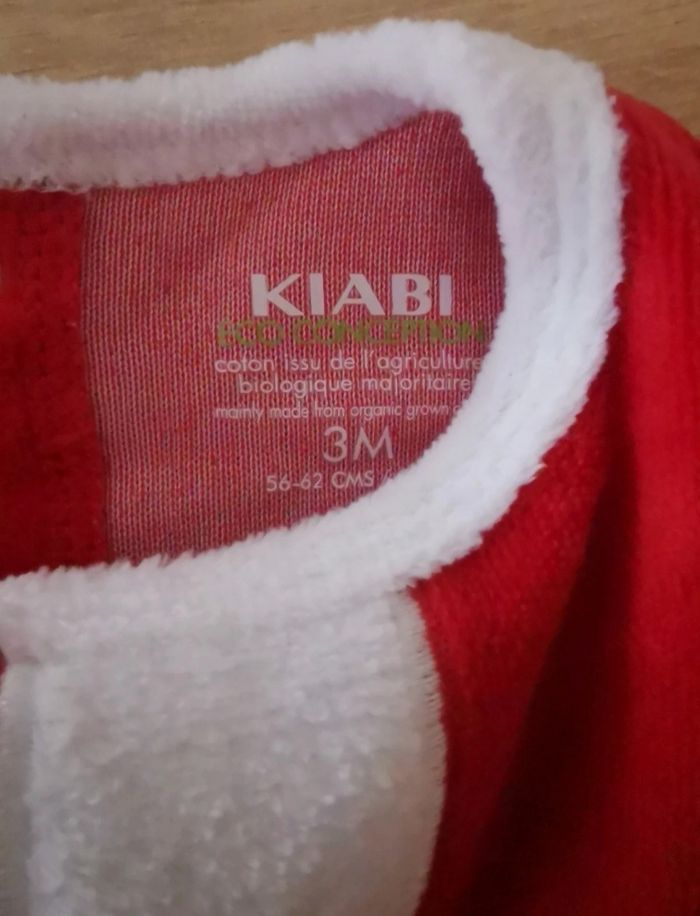 KIABI
ECO CONCEPTION
coton issu de l'agriculture
biologique majoritaire
mainly made from organic grown
3M
56-62 CMS /